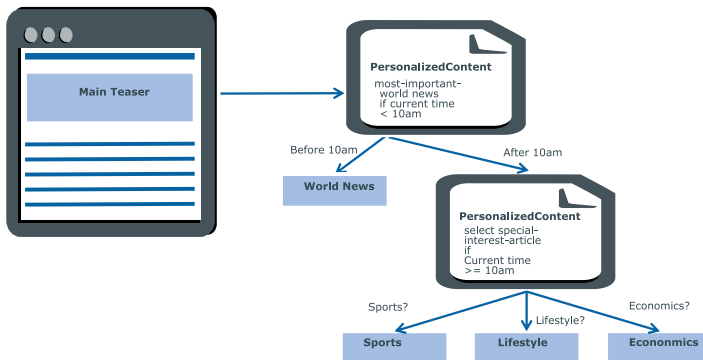 Main Teaser
PersonalizedContent
most-important-
world news
if current time
< 10am
Before 10am
After 10am
World News
PersonalizedContent
select special-
interest-article
if
Current time
>= 10am
Sports?
Lifestyle?
Economics?
Sports
Lifestyle
Econonmics